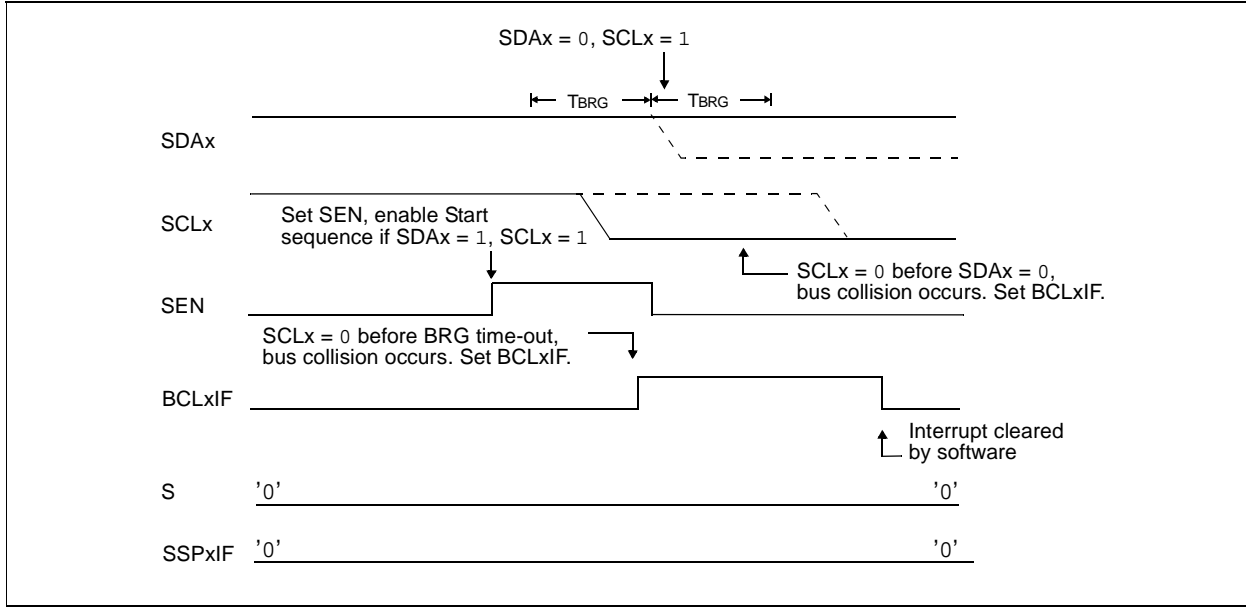 SDAx = 0, SCLx = 1
TBRG TBRG
SDAx
SCLx
Set SEN, enable Start
sequence if SDAx = 1, SCLx = 1
SCLx = 0 before SDAx = 0,
bus collision occurs. Set BCLxIF.
SEN
SCLx = 0 before BRG time-out,
bus collision occurs. Set BCLxIF.
BCLxIF
Interrupt cleared
by software
S '0' '0'
SSPxIF '0' '0'